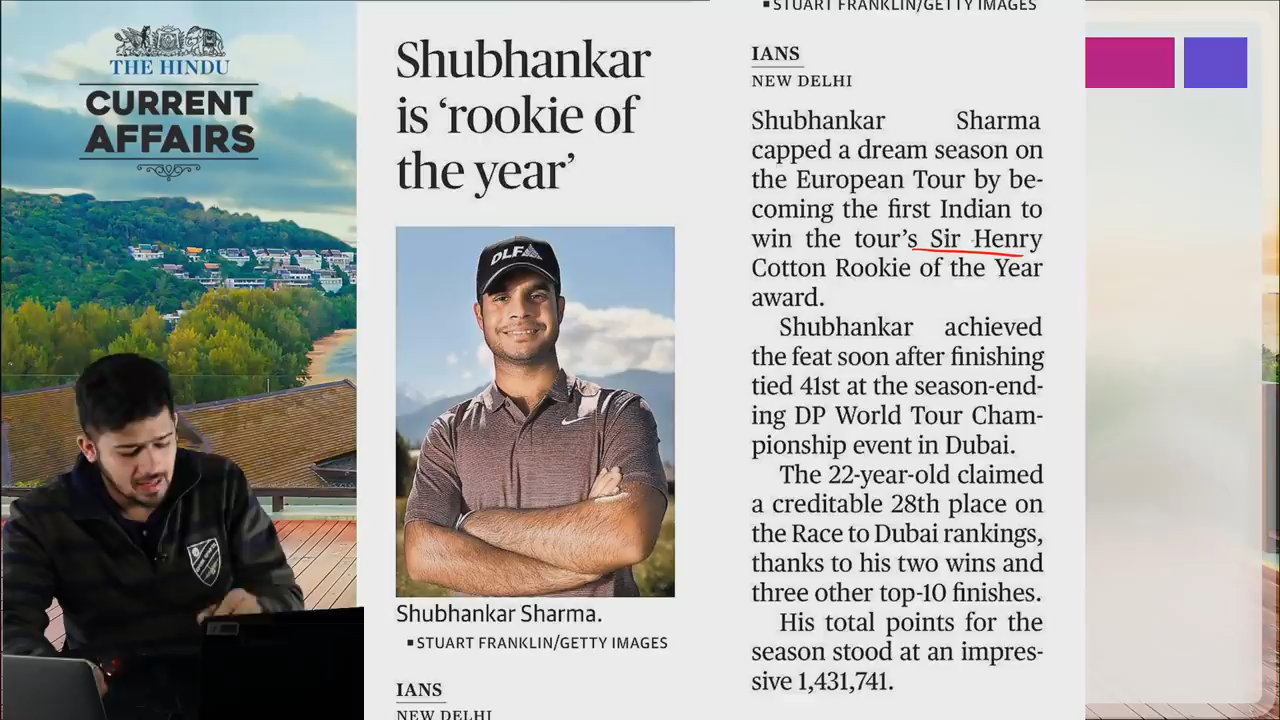 THE HINDU
CURRENT
AFFAIRS
Shubhankar
is ‘rookie of
the year’
DLF
Shubhankar Sharma.
▪ STUART FRANKLIN/GETTY IMAGES
IANS
NEW DELHI
▪ STUART FRANKLIN/GETTY IMAGES
IANS
NEW DELHI
Shubhankar Sharma
capped a dream season on
the European Tour by be-
coming the first Indian to
win the tour’s Sir Henry
Cotton Rookie of the Year
award.
Shubhankar achieved
the feat soon after finishing
tied 41st at the season-end-
ing DP World Tour Cham-
pionship event in Dubai.
The 22-year-old claimed
a creditable 28th place on
the Race to Dubai rankings,
thanks to his two wins and
three other top-10 finishes.
His total points for the
season stood at an impres-
sive 1,431,741.